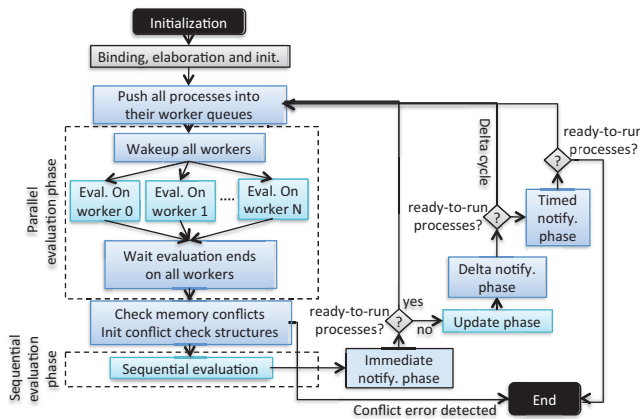 Initialization
Binding, elaboration and init.
Push all processes into
their worker queues
Parallel
evaluation phase
Wakeup all workers
Eval. On
worker 0
Eval. On
worker 1
....
Eval. On
worker N
Wait evaluation ends
on all workers
Check memory conflicts
Init conflict check structures
Sequential
evaluation phase
Sequential evaluation
Immediate
notify. phase
ready-to-run
processes?
?
yes
no
Update phase
Delta notify.
phase
ready-to-run
processes?
?
Delta
cycle
Timed
notify.
phase
ready-to-run
processes?
?
Conflict error detected
End